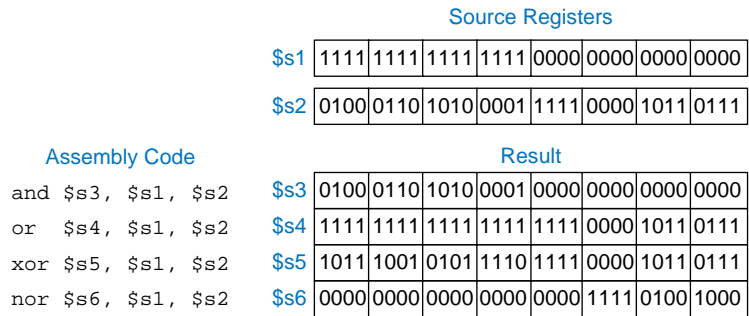 Source Registers
$s1 1111 1111 1111 1111 0000 0000 0000 0000
$s2 0100 0110 1010 0001 1111 0000 1011 0111
Assembly Code Result
and $s3, $s1, $s2 $s3 0100 0110 1010 0001 0000 0000 0000 0000
or $s4, $s1, $s2 $s4 1111 1111 1111 1111 1111 0000 1011 0111
xor $s5, $s1, $s2 $s5 1011 1001 0101 1110 1111 0000 1011 0111
nor $s6, $s1, $s2 $s6 0000 0000 0000 0000 0000 1111 0100 1000